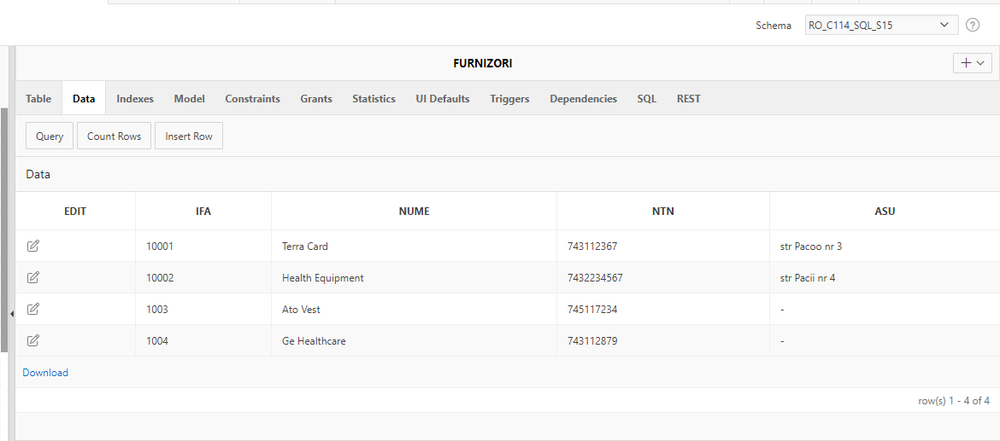 Schema RO_C114_SQL_S15
FURNIZORI
Table Data Indexes Model Constraints Grants Statistics UI Defaults Triggers Dependencies SQL REST
Query Count Rows Insert Row
Data
EDIT IFA NUME NTN ASU
10001 Terra Card 743112367 str Pacoo nr 3
10002 Health Equipment 7432234567 str Pacii nr 4
1003 Ato Vest 745117234 -
1004 Ge Healthcare 743112879 -
Download
row(s) 1 - 4 of 4